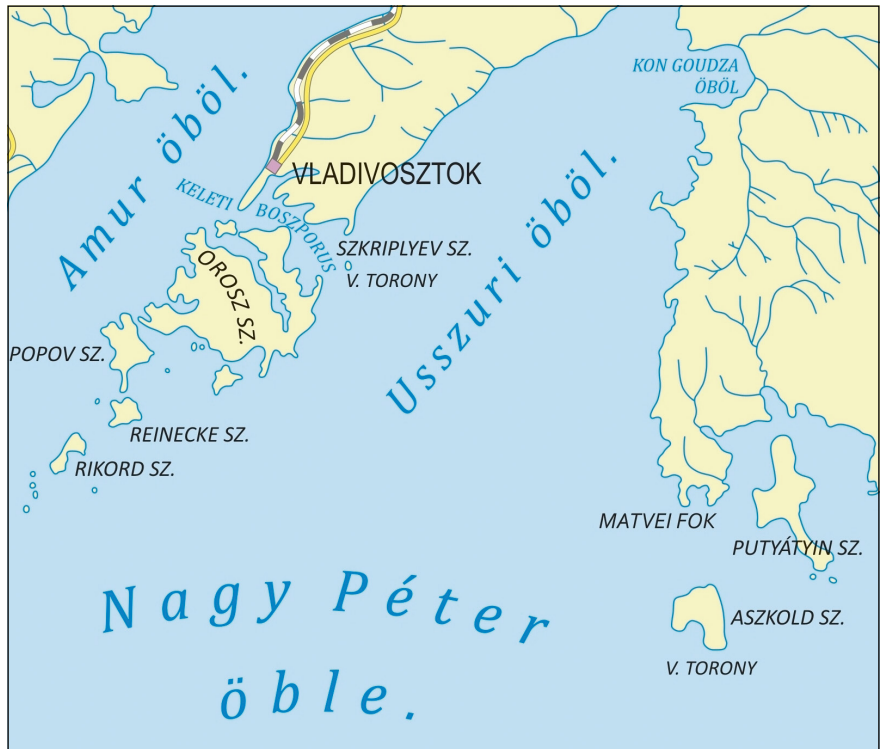 KON GOUDZA
ÖBÖL
Amur öböl.
VLADIVOSZTOK
KELETI BOSZPORUS
Usszuri öböl.
SZKRIPLYEV SZ.
V. TORONY
OROSZ SZ.
POPOV SZ.
REINECKE SZ.
RIKORD SZ.
MATVEI FOK
PUTYÁTYIN SZ.
Nagy Péter
öble.
ASZKOLD SZ.
V. TORONY